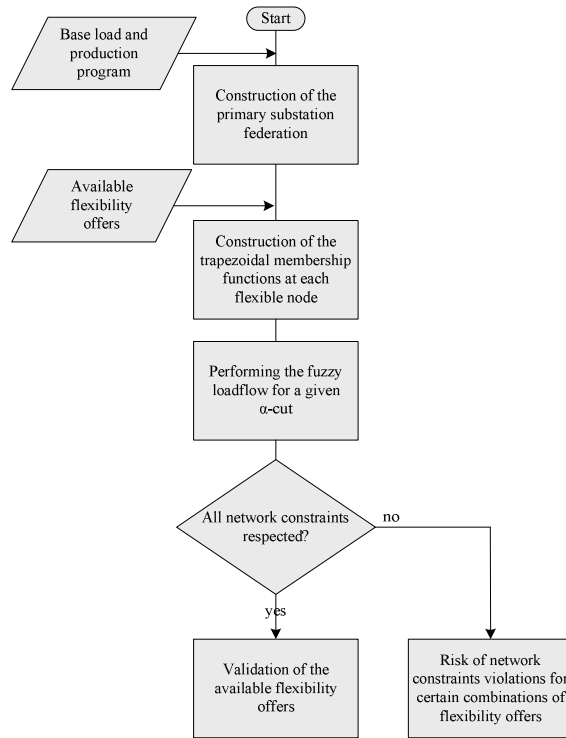 Start
Base load and
production
program
Construction of the
primary substation
federation
Available
flexibility
offers
Construction of the
trapezoidal membership
functions at each
flexible node
Performing the fuzzy
loadflow for a given
α-cut
All network constraints
respected?
no
yes
Validation of the
available flexibility
offers
Risk of network
constraints violations for
certain combinations of
flexibility offers